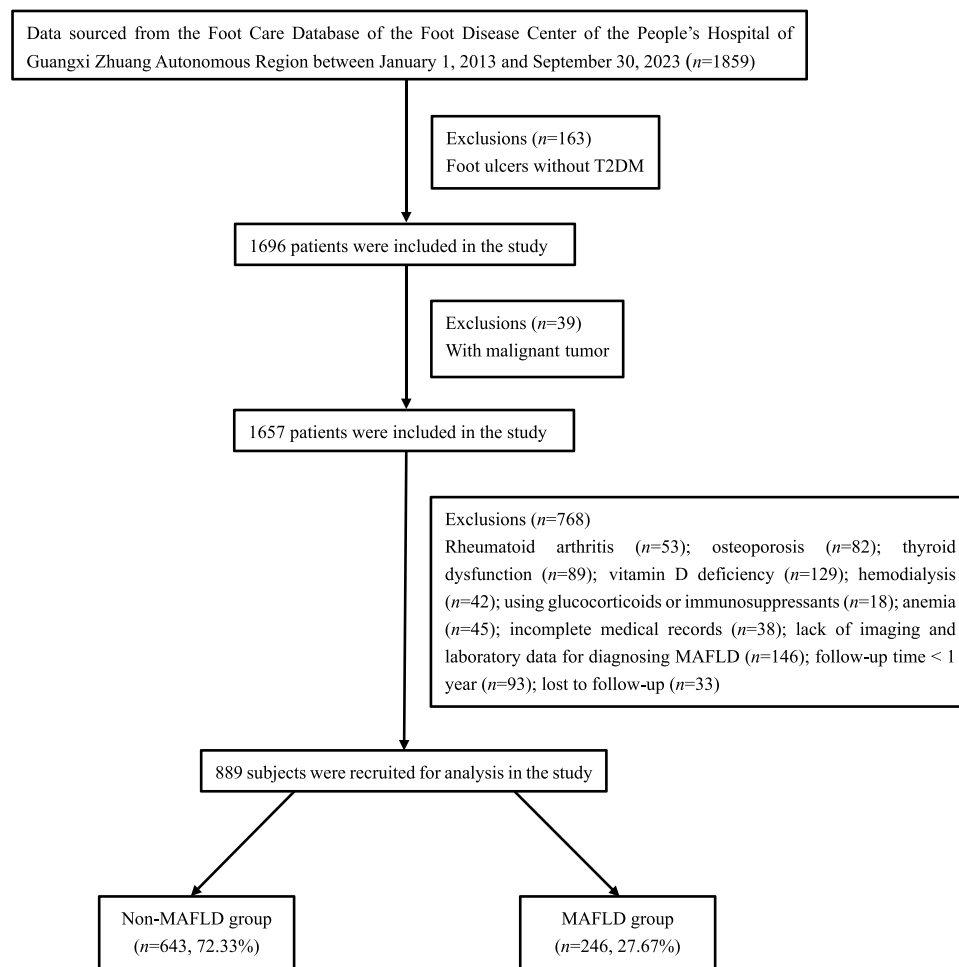 Data sourced from the Foot Care Database of the Foot Disease Center of the People's Hospital of
Guangxi Zhuang Autonomous Region between January 1, 2013 and September 30, 2023 (n=1859)
Exclusions (n=163)
Foot ulcers without T2DM
1696 patients were included in the study
Exclusions (n=39)
With malignant tumor
1657 patients were included in the study
Exclusions (n=768)
Rheumatoid arthritis (n=53); osteoporosis (n=82); thyroid
dysfunction (n=89); vitamin D deficiency (n=129); hemodialysis
(n=42); using glucocorticoids or immunosuppressants (n=18); anemia
(n=45); incomplete medical records (n=38); lack of imaging and
laboratory data for diagnosing MAFLD (n=146); follow-up time < 1
year (n=93); lost to follow-up (n=33)
889 subjects were recruited for analysis in the study
Non-MAFLD group
(n=643, 72.33%)
MAFLD group
(n=246, 27.67%)